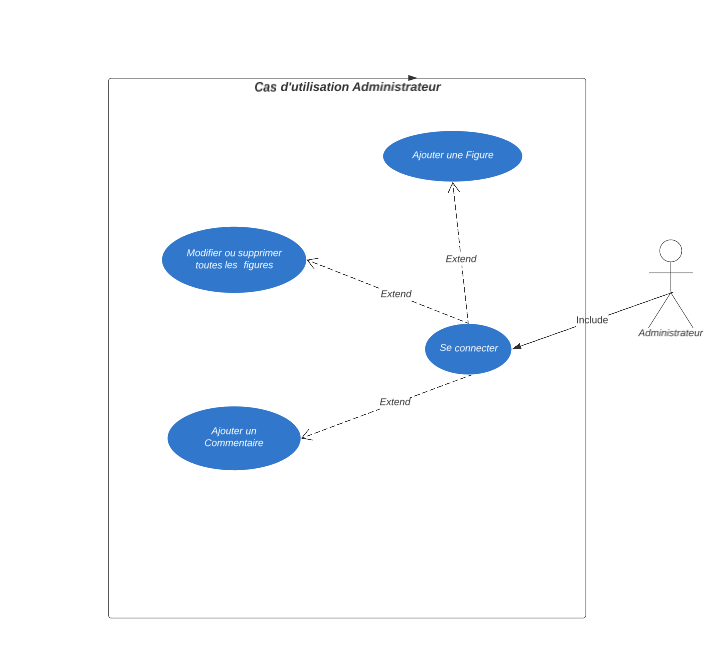 Cas d'utilisation Administrateur
Ajouter une Figure
Modifier ou supprimer
toutes les figures
Extend
Extend
Include
Administrateur
Se connecter
Extend
Ajouter un
Commentaire